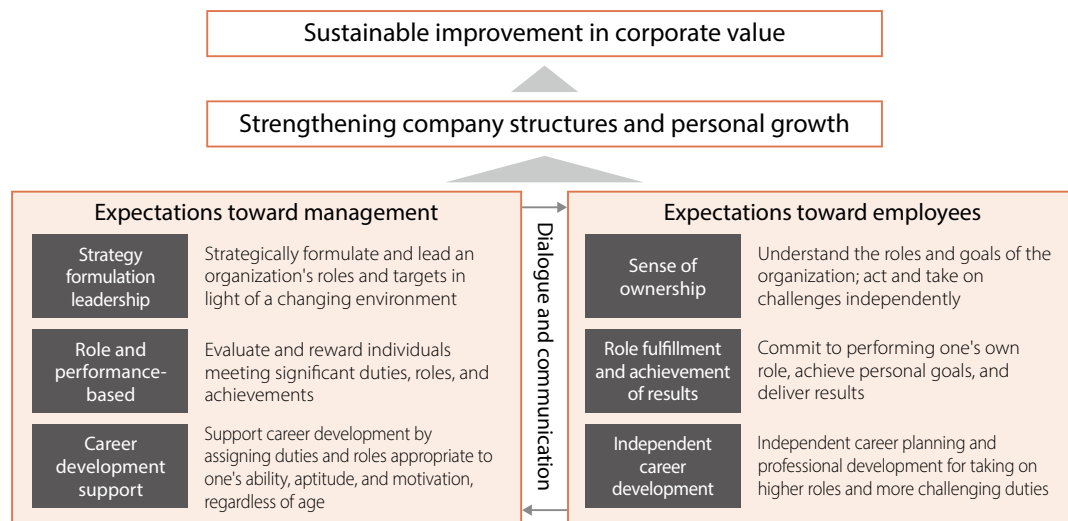 Sustainable improvement in corporate value
Strengthening company structures and personal growth
Expectations toward management
Strategy
formulation
leadership
Strategically formulate and lead an
organization's roles and targets in
light of a changing environment
Role and
performance-
based
Evaluate and reward individuals
meeting significant duties, roles, and
achievements
Career
development
support
Support career development by
assigning duties and roles appropriate to
one's ability, aptitude, and motivation,
regardless of age
Dialogue and communication
Expectations toward employees
Sense of
ownership
Understand the roles and goals of the
organization; act and take on
challenges independently
Role fulfillment
and achievement
of results
Commit to performing one's own
role, achieve personal goals, and
deliver results
Independent
career
development
Independent career planning and
professional development for taking on
higher roles and more challenging duties